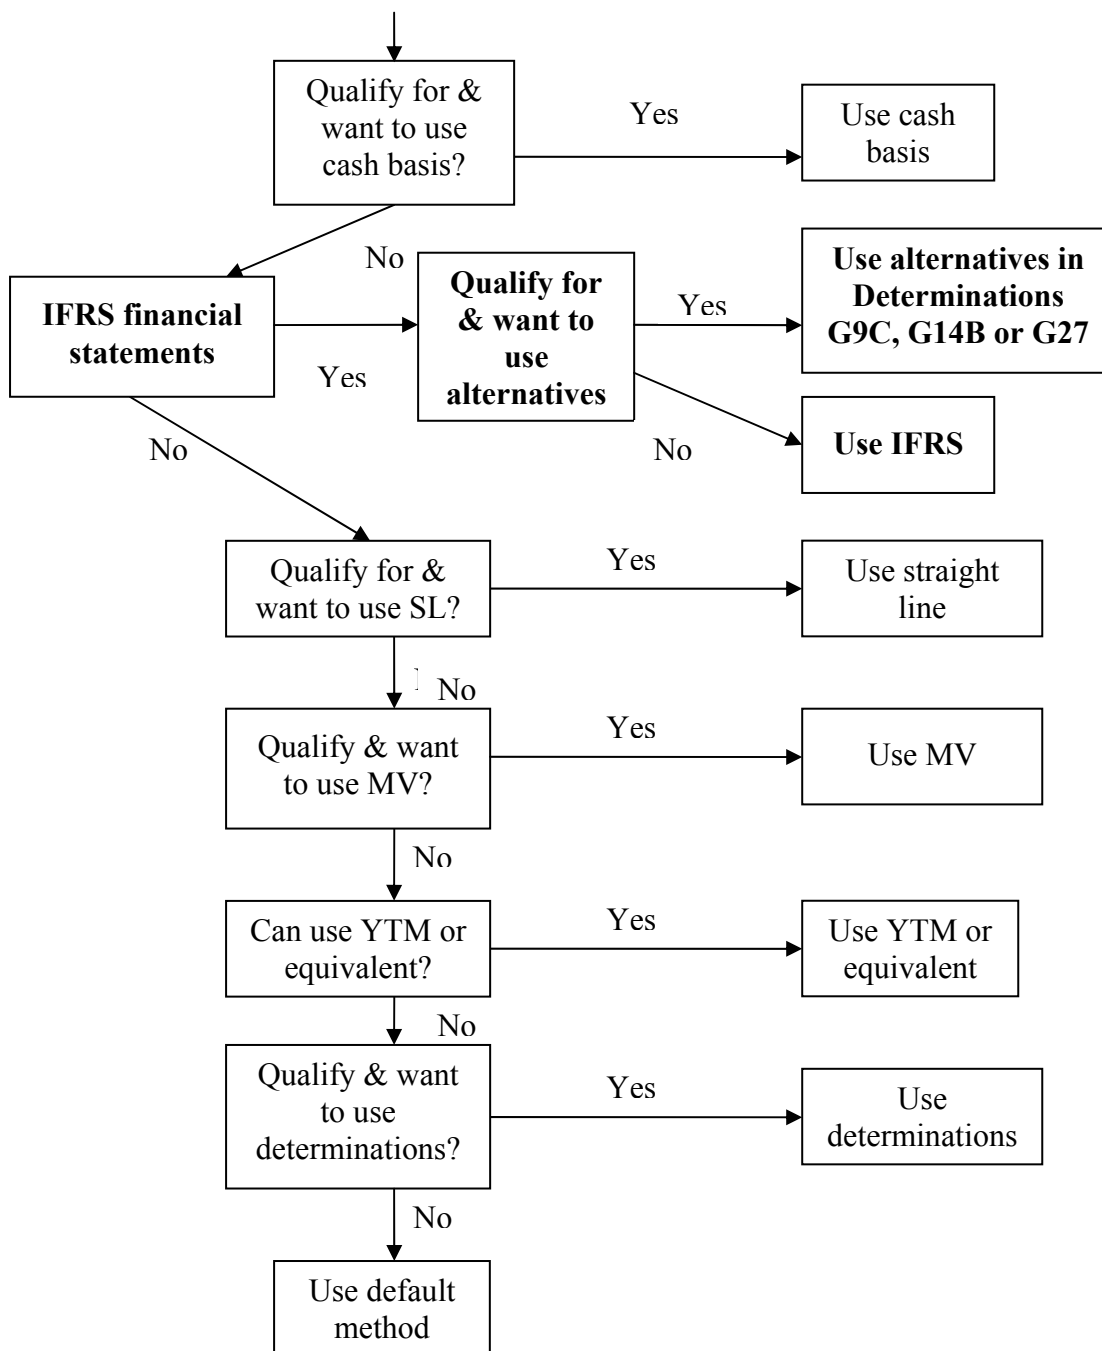 Qualify for &
want to use
cash basis?
Yes
Use cash
basis
No
IFRS financial
statements
Yes
Qualify for
& want to
use
alternatives
Yes
Use alternatives in
Determinations
G9C, G14B or G27
No
Use IFRS
No
Qualify for &
want to use SL?
Yes
Use straight
line
No
Qualify & want
to use MV?
Yes
Use MV
No
Can use YTM or
equivalent?
Yes
Use YTM or
equivalent
No
Qualify & want
to use
determinations?
Yes
Use
determinations
No
Use default
method